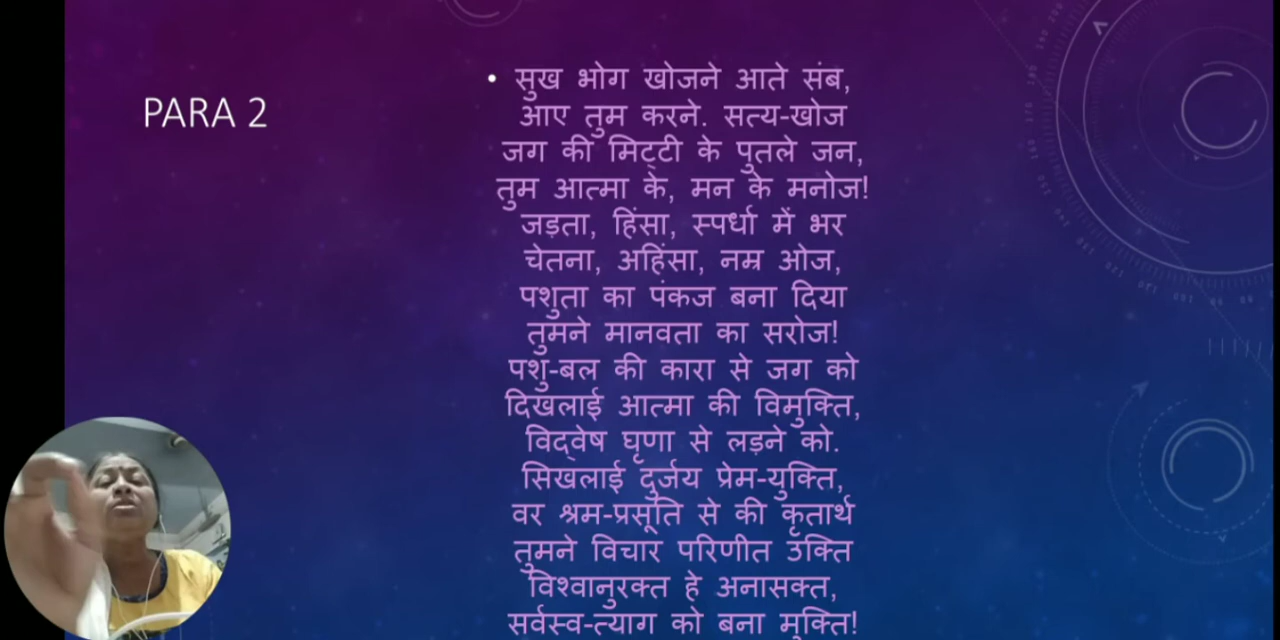 PARA 2
• सुख भोग खोजने आते संब,
आए तुम करने. सत्य-खोज
जग की मिट्टी के पुतले जन,
तुम आत्मा के, मन के मनोज!
जड़ता, हिंसा, स्पर्धा में भर
चेतना, अहिंसा, नम्र ओज,
पशुता का पंकज बना दिया
तुमने मानवता का सरोज!
पशु-बल की कारा से जग को
दिखलाई आत्मा की विमुक्ति,
विद्वेष घृणा से लड़ने को.
सिखलाई दुर्जय प्रेम-युक्ति,
वर श्रम-प्रसूति से की कृतार्थ
तुमने विचार परिणीत उक्ति
विश्वानुरक्त हे अनासक्त,
सर्वस्व-त्याग को बना मुक्ति!